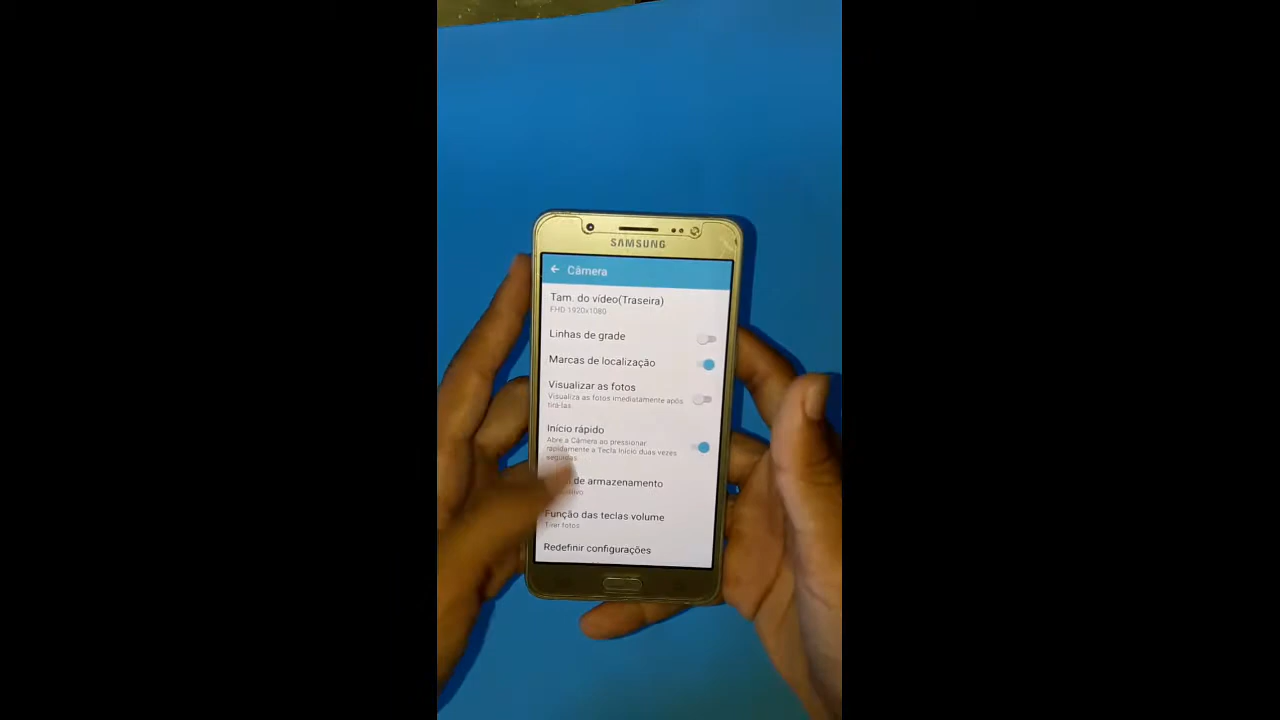 SAMSUNG
Câmera
Tam. do vídeo(Traseira)
FHD 1920x1080
Linhas de grade
Marcas de localização
Visualizar as fotos
Visualiza as fotos imediatamente após
tirá-las.
Início rápido
Abre a Câmera ao pressionar
rapidamente a Tecla Início duas vezes
seguidas.
de armazenamento
Função das teclas volume
Tirar fotos
Redefinir configurações